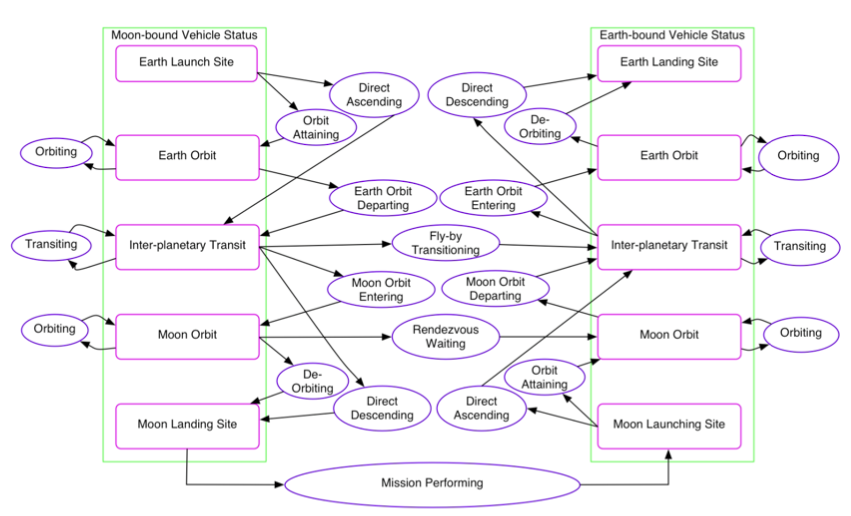 Moon-bound Vehicle Status
Earth-bound Vehicle Status
Earth Launch Site
Earth Landing Site
Direct
Ascending
Direct
Descending
Orbit
Attaining
De-
Orbiting
Orbiting
Earth Orbit
Earth Orbit
Orbiting
Earth Orbit
Departing
Earth Orbit
Entering
Transiting
Inter-planetary Transit
Fly-by
Transitioning
Inter-planetary Transit
Transiting
Moon Orbit
Entering
Moon Orbit
Departing
Orbiting
Moon Orbit
Rendezvous
Waiting
Moon Orbit
Orbiting
De-
Orbiting
Orbit
Attaining
Direct
Descending
Direct
Ascending
Moon Landing Site
Moon Launching Site
Mission Performing